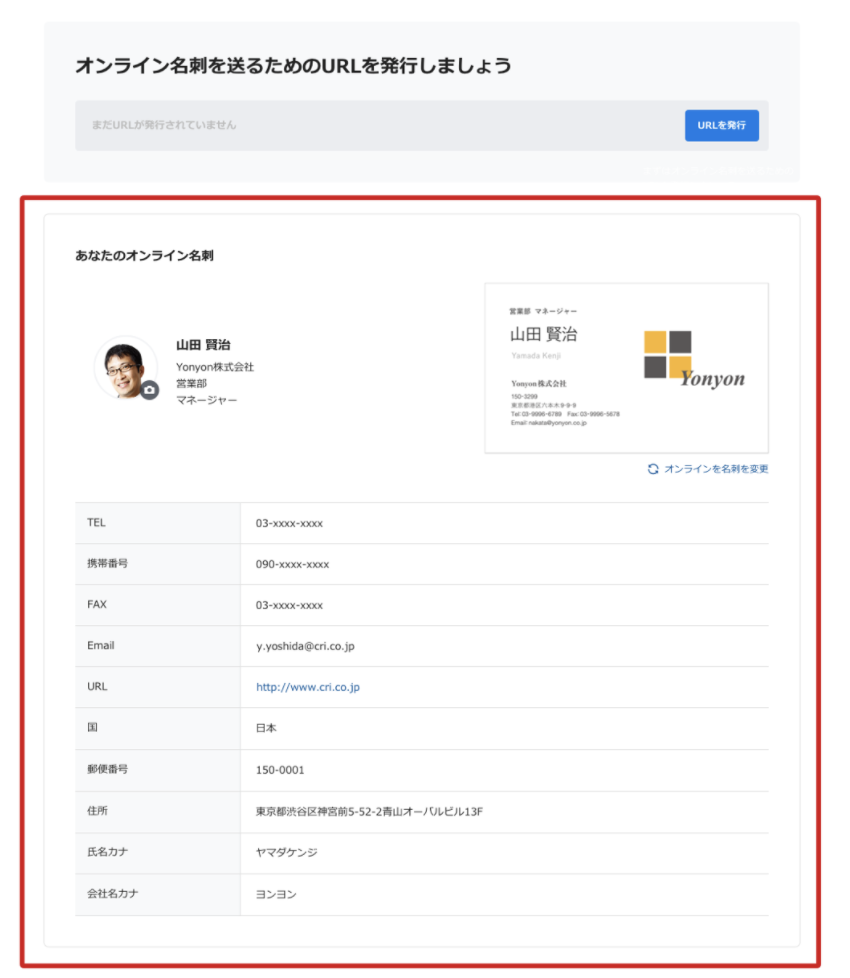 オンライン名刺を送るためのURLを発行しましょう
まだURLが発行されていません
URLを発行
あなたのオンライン名刺
山田 賢治
Yonyon株式会社
営業部
マネージャー
営業部 マネージャー
山田 賢治
Yamada Kenji
Yonyon株式会社
150-3299
東京都港区六本木9-9-9
Tel:03-9996-6789 Fax:03-9996-5678
Email nakata@yonyon.co.jp
Yonyon
オンラインを名刺を変更
TEL 03-xxxx-xxxx
携帯番号 090-xxxx-xxxx
FAX 03-xxxx-xxxx
Email y.yoshida@cri.co.jp
URL http://www.cri.co.jp
国 日本
郵便番号 150-0001
住所 東京都渋谷区神宮前5-52-2青山オーバルビル13F
氏名カナ ヤマダケンジ
会社名カナ ヨンヨン